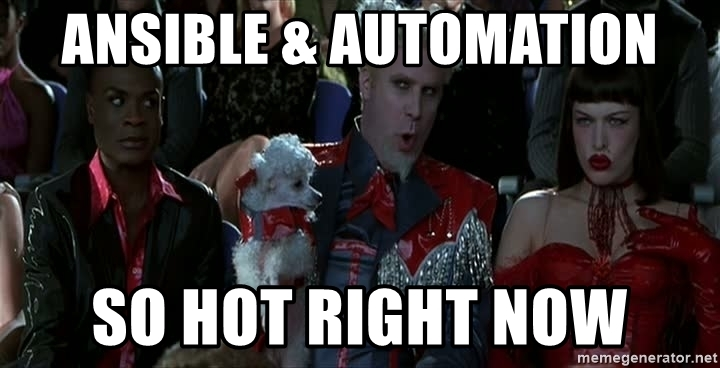 ANSIBLE & AUTOMATION
SO HOT RIGHT NOW
memegenerator.net